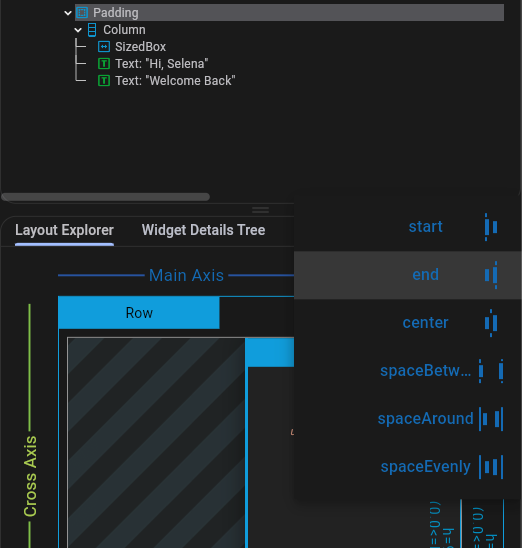 Padding
Column
SizedBox
Text: "Hi, Selena"
Text: "Welcome Back"
Layout Explorer
Widget Details Tree
Main Axis
Row
Cross Axis
start
end
center
spaceBetw...
spaceAround
spaceEvenly